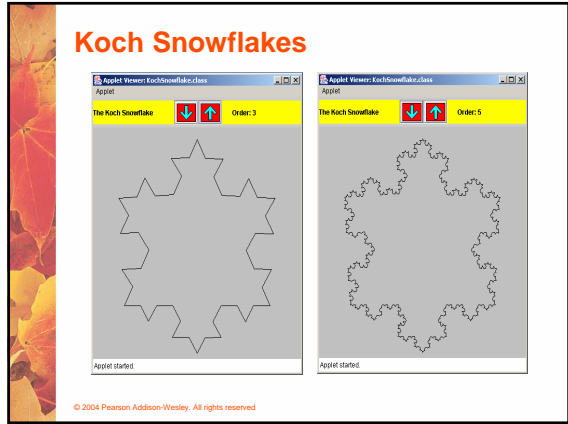 Koch Snowflakes
Applet Viewer: KochSnowflake.class
Applet
The Koch Snowflake
Order: 3
Applet started.
Applet Viewer: KochSnowflake.class
Applet
The Koch Snowflake
Order: 5
Applet started.
© 2004 Pearson Addison-Wesley. All rights reserved